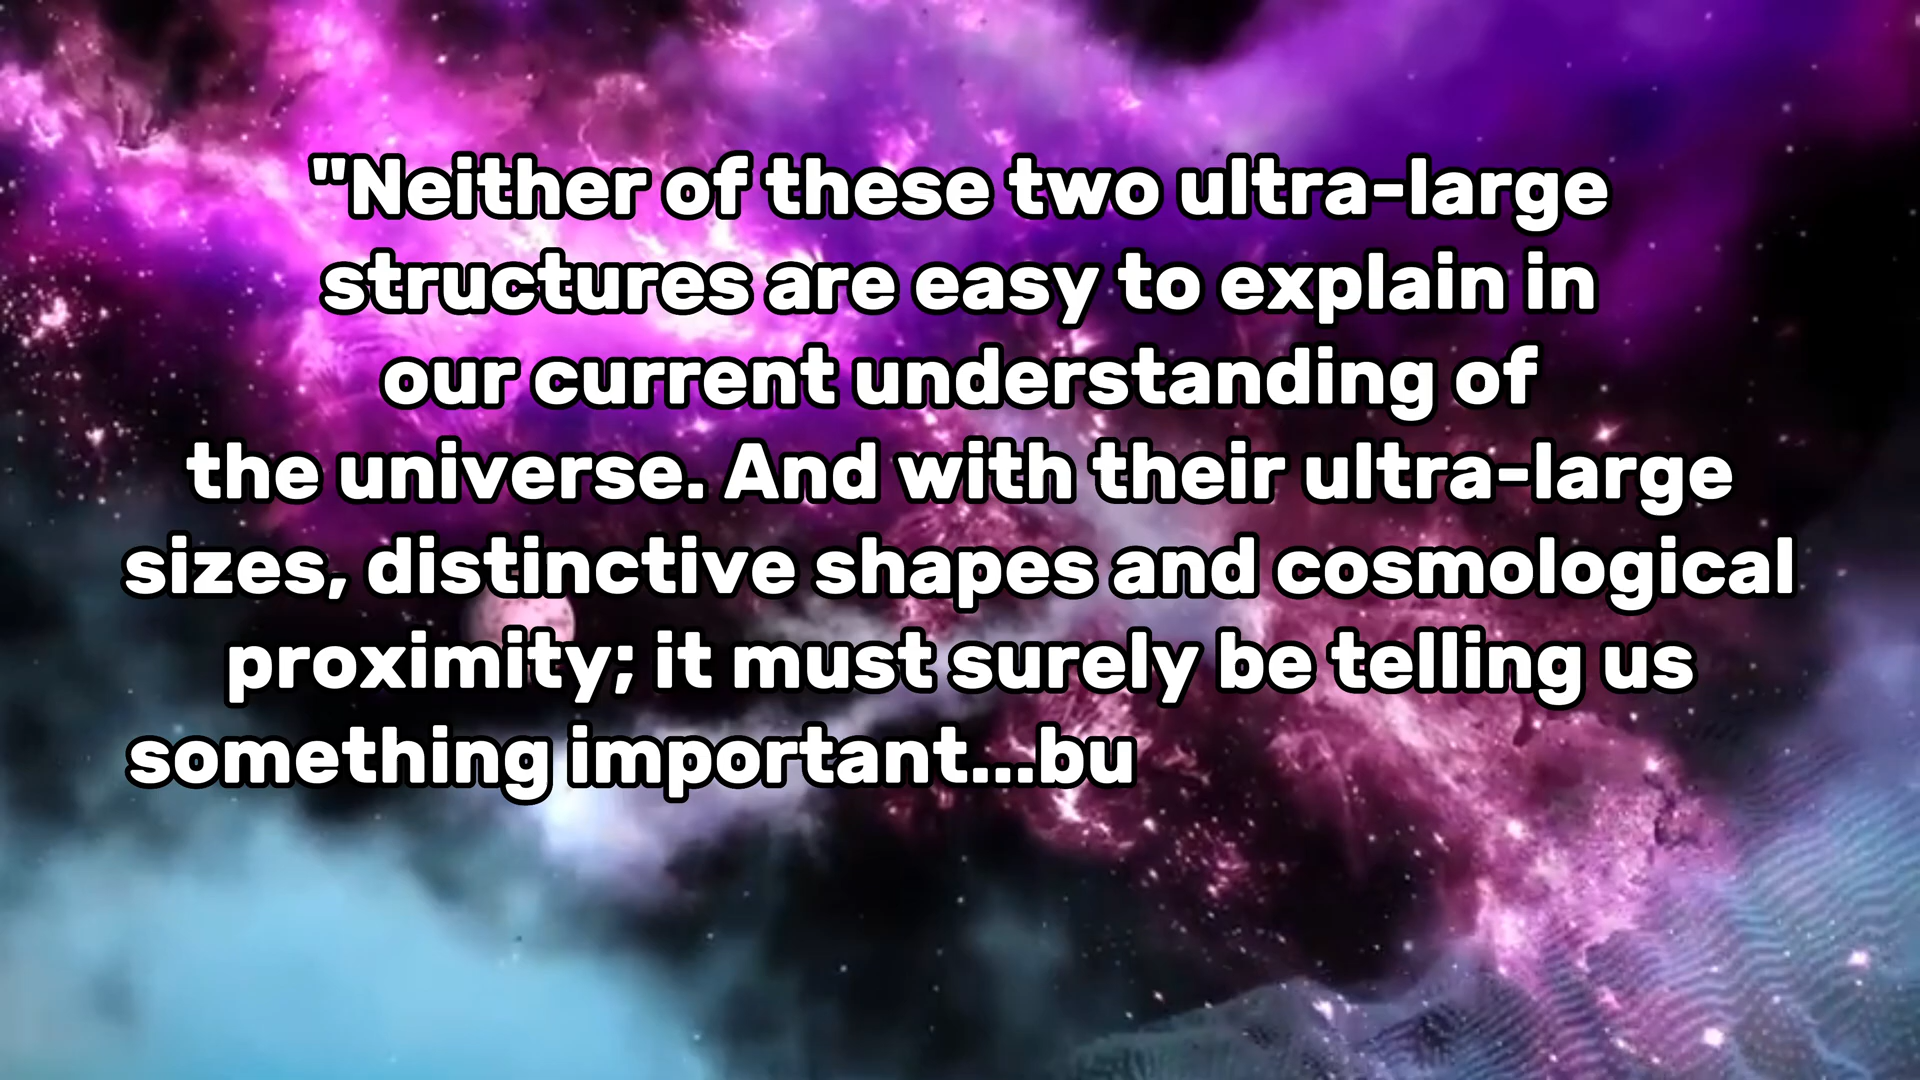 "Neither of these two ultra-large
structures are easy to explain in
our current understanding of
the universe. And with their ultra-large
sizes, distinctive shapes and cosmological
proximity; it must surely be telling us
something important...bu